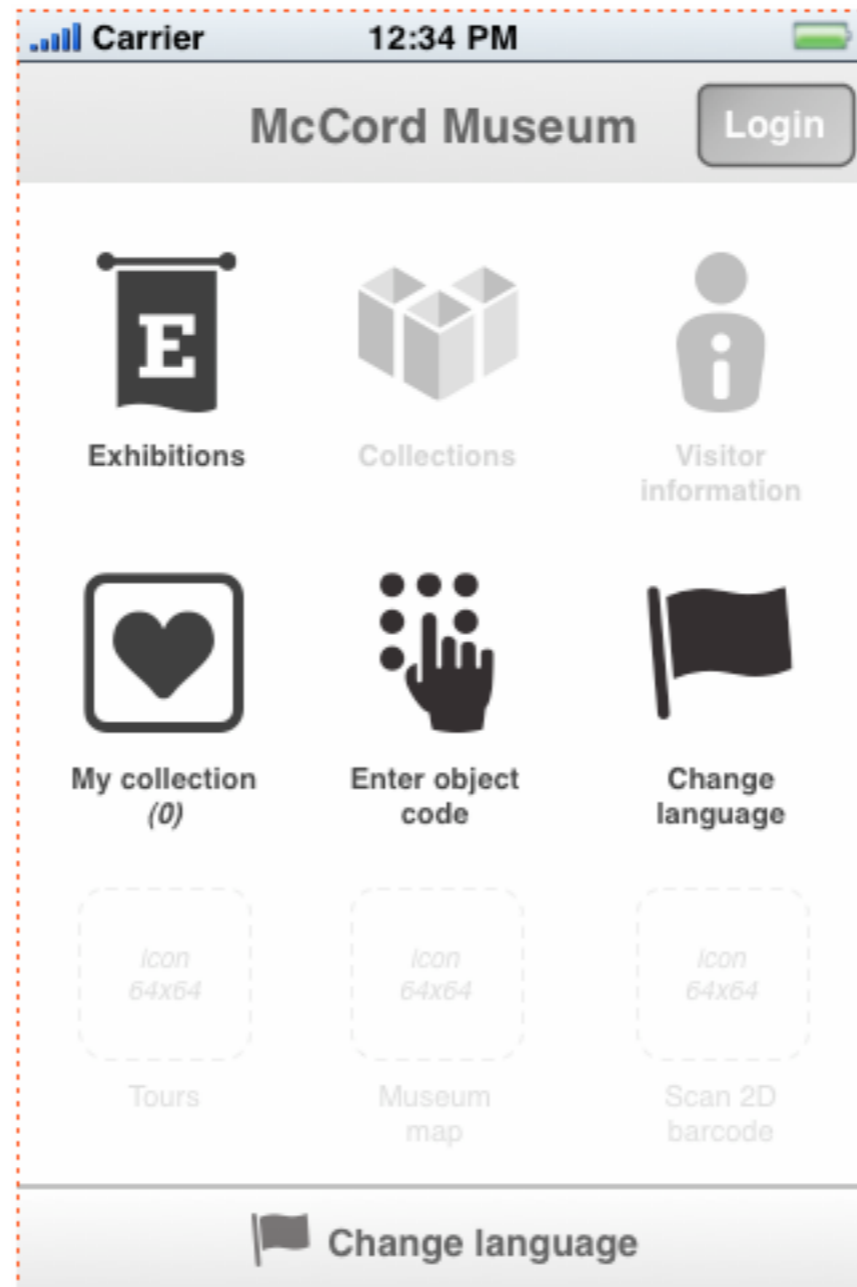 Carrier 12:34 PM
McCord Museum Login
E
Exhibitions Collections Visitor
information
My collection Enter object Change
(0) code language
Icon Icon Icon
64x64 64x64 64x64
Tours Museum Scan 2D
map barcode
Change language